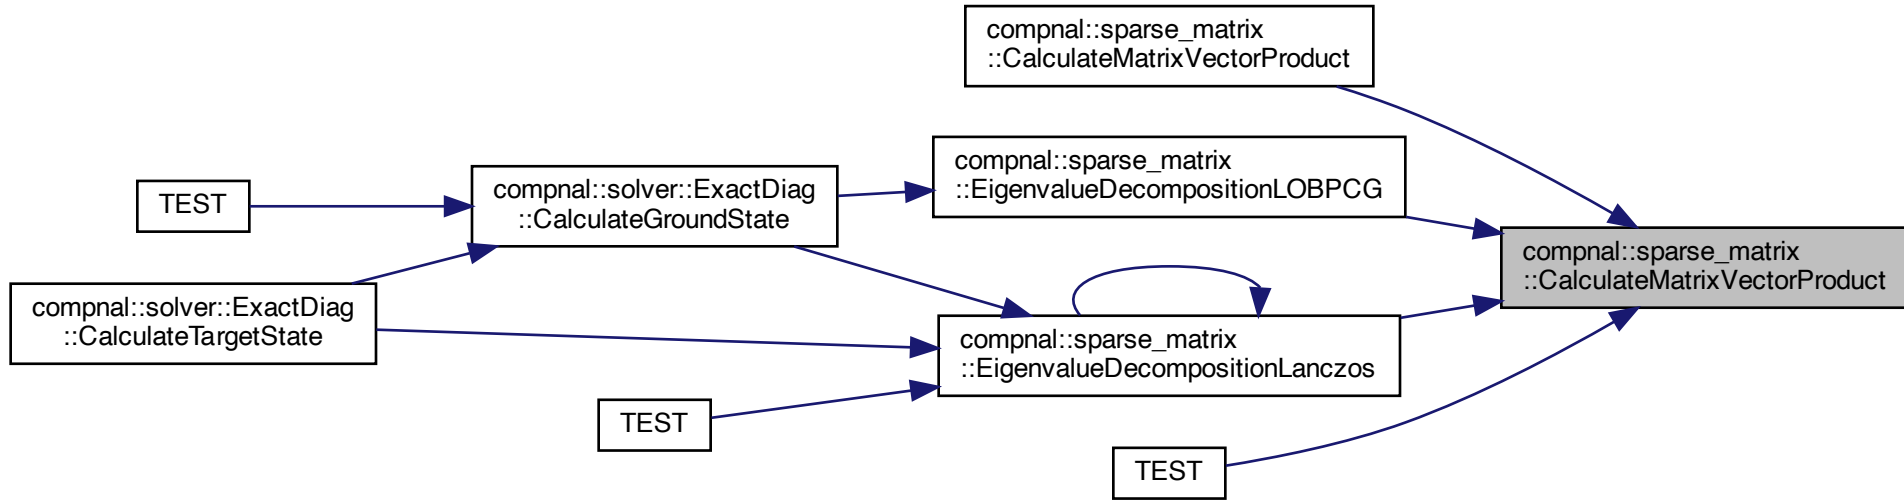 compnal::sparse_matrix
::CalculateMatrixVectorProduct
compnal::sparse_matrix
::EigenvalueDecompositionLOBPCG
compnal::solver::ExactDiag
::CalculateGroundState
TEST
compnal::sparse_matrix
::CalculateMatrixVectorProduct
compnal::solver::ExactDiag
::CalculateTargetState
compnal::sparse_matrix
::EigenvalueDecompositionLanczos
TEST
TEST